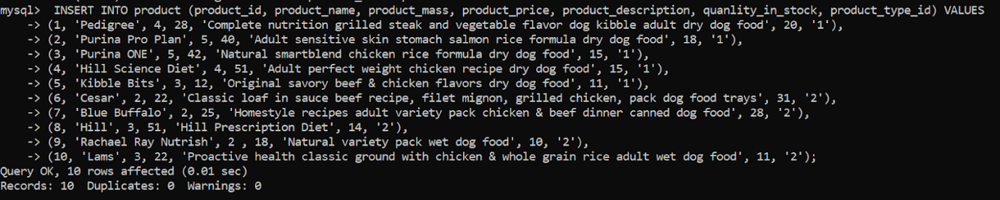 mysql>  INSERT INTO product (product_id, product_name, product_mass, product_price, product_description, quanlity_in_stock, product_type_id) VALUES
    -> (1, 'Pedigree', 4, 28, 'Complete nutrition grilled steak and vegetable flavor dog kibble adult dry dog food', 20, '1'),
    -> (2, 'Purina Pro Plan', 5, 40, 'Adult sensitive skin stomach salmon rice formula dry dog food', 18, '1'),
    -> (3, 'Purina ONE', 5, 42, 'Natural smartblend chicken rice formula dry dog food', 15, '1'),
    -> (4, 'Hill Science Diet', 4, 51, 'Adult perfect weight chicken recipe dry dog food', 15, '1'),
    -> (5, 'Kibble Bits', 3, 12, 'Original savory beef & chicken flavors dry dog food', 11, '1'),
    -> (6, 'Cesar', 2, 22, 'Classic loaf in sauce beef recipe, filet mignon, grilled chicken, pack dog food trays', 31, '2'),
    -> (7, 'Blue Buffalo', 2, 25, 'Homestyle recipes adult variety pack chicken & beef dinner canned dog food', 28, '2'),
    -> (8, 'Hill', 3, 51, 'Hill Prescription Diet', 14, '2'),
    -> (9, 'Rachael Ray Nutrish', 2 , 18, 'Natural variety pack wet dog food', 10, '2'),
    -> (10, 'Lams', 3, 22, 'Proactive health classic ground with chicken & whole grain rice adult wet dog food', 11, '2');
Query OK, 10 rows affected (0.01 sec)
Records: 10  Duplicates: 0  Warnings: 0